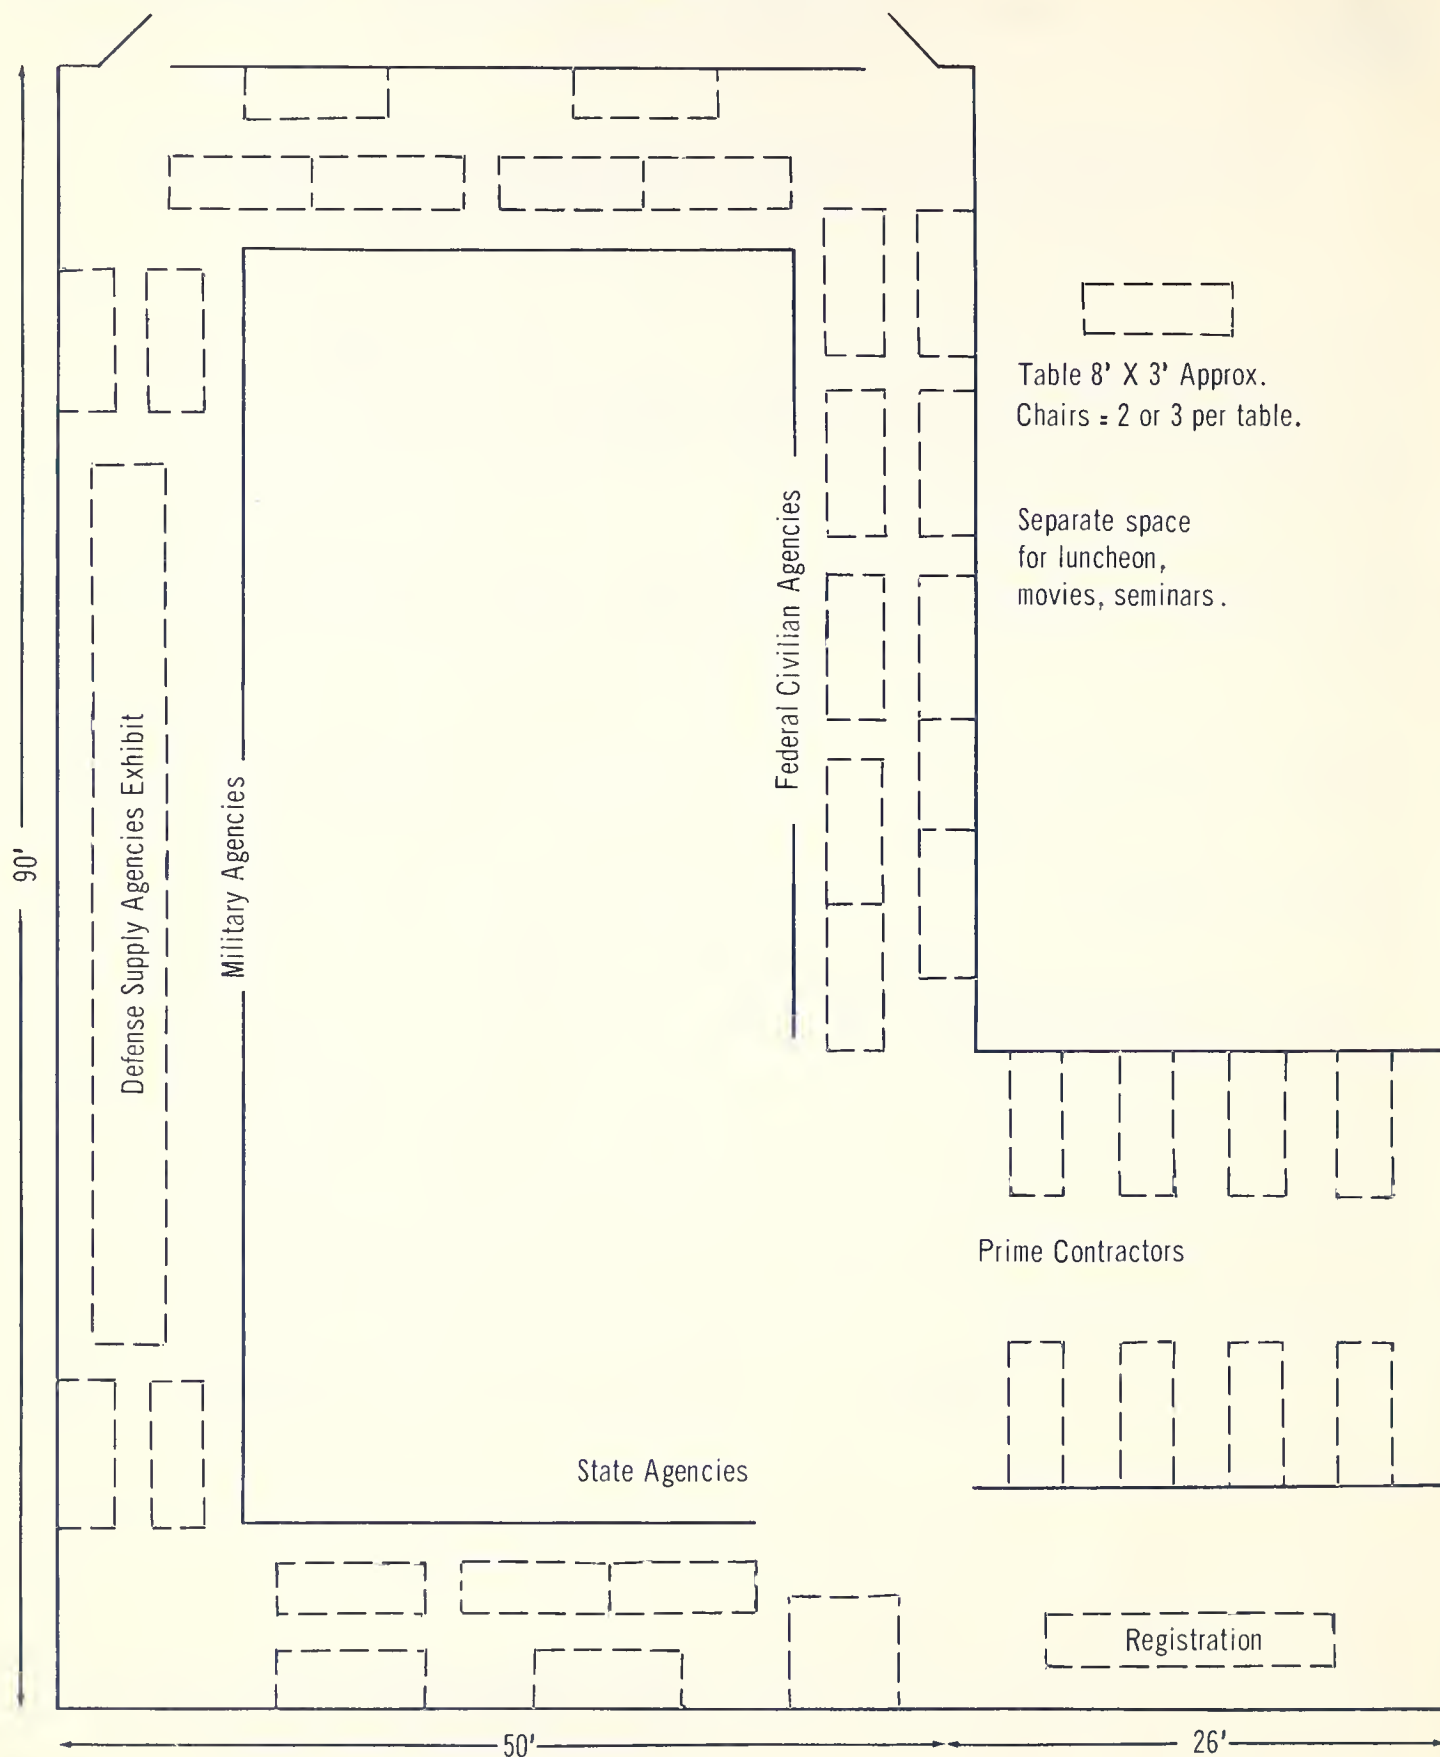 Table 8' X 3' Approx.
Chairs = 2 or 3 per table.
Separate space
for luncheon,
movies, seminars.
Federal Civilian Agencies
Defense Supply Agencies Exhibit
Military Agencies
90'
Prime Contractors
State Agencies
Registration
50'
26'